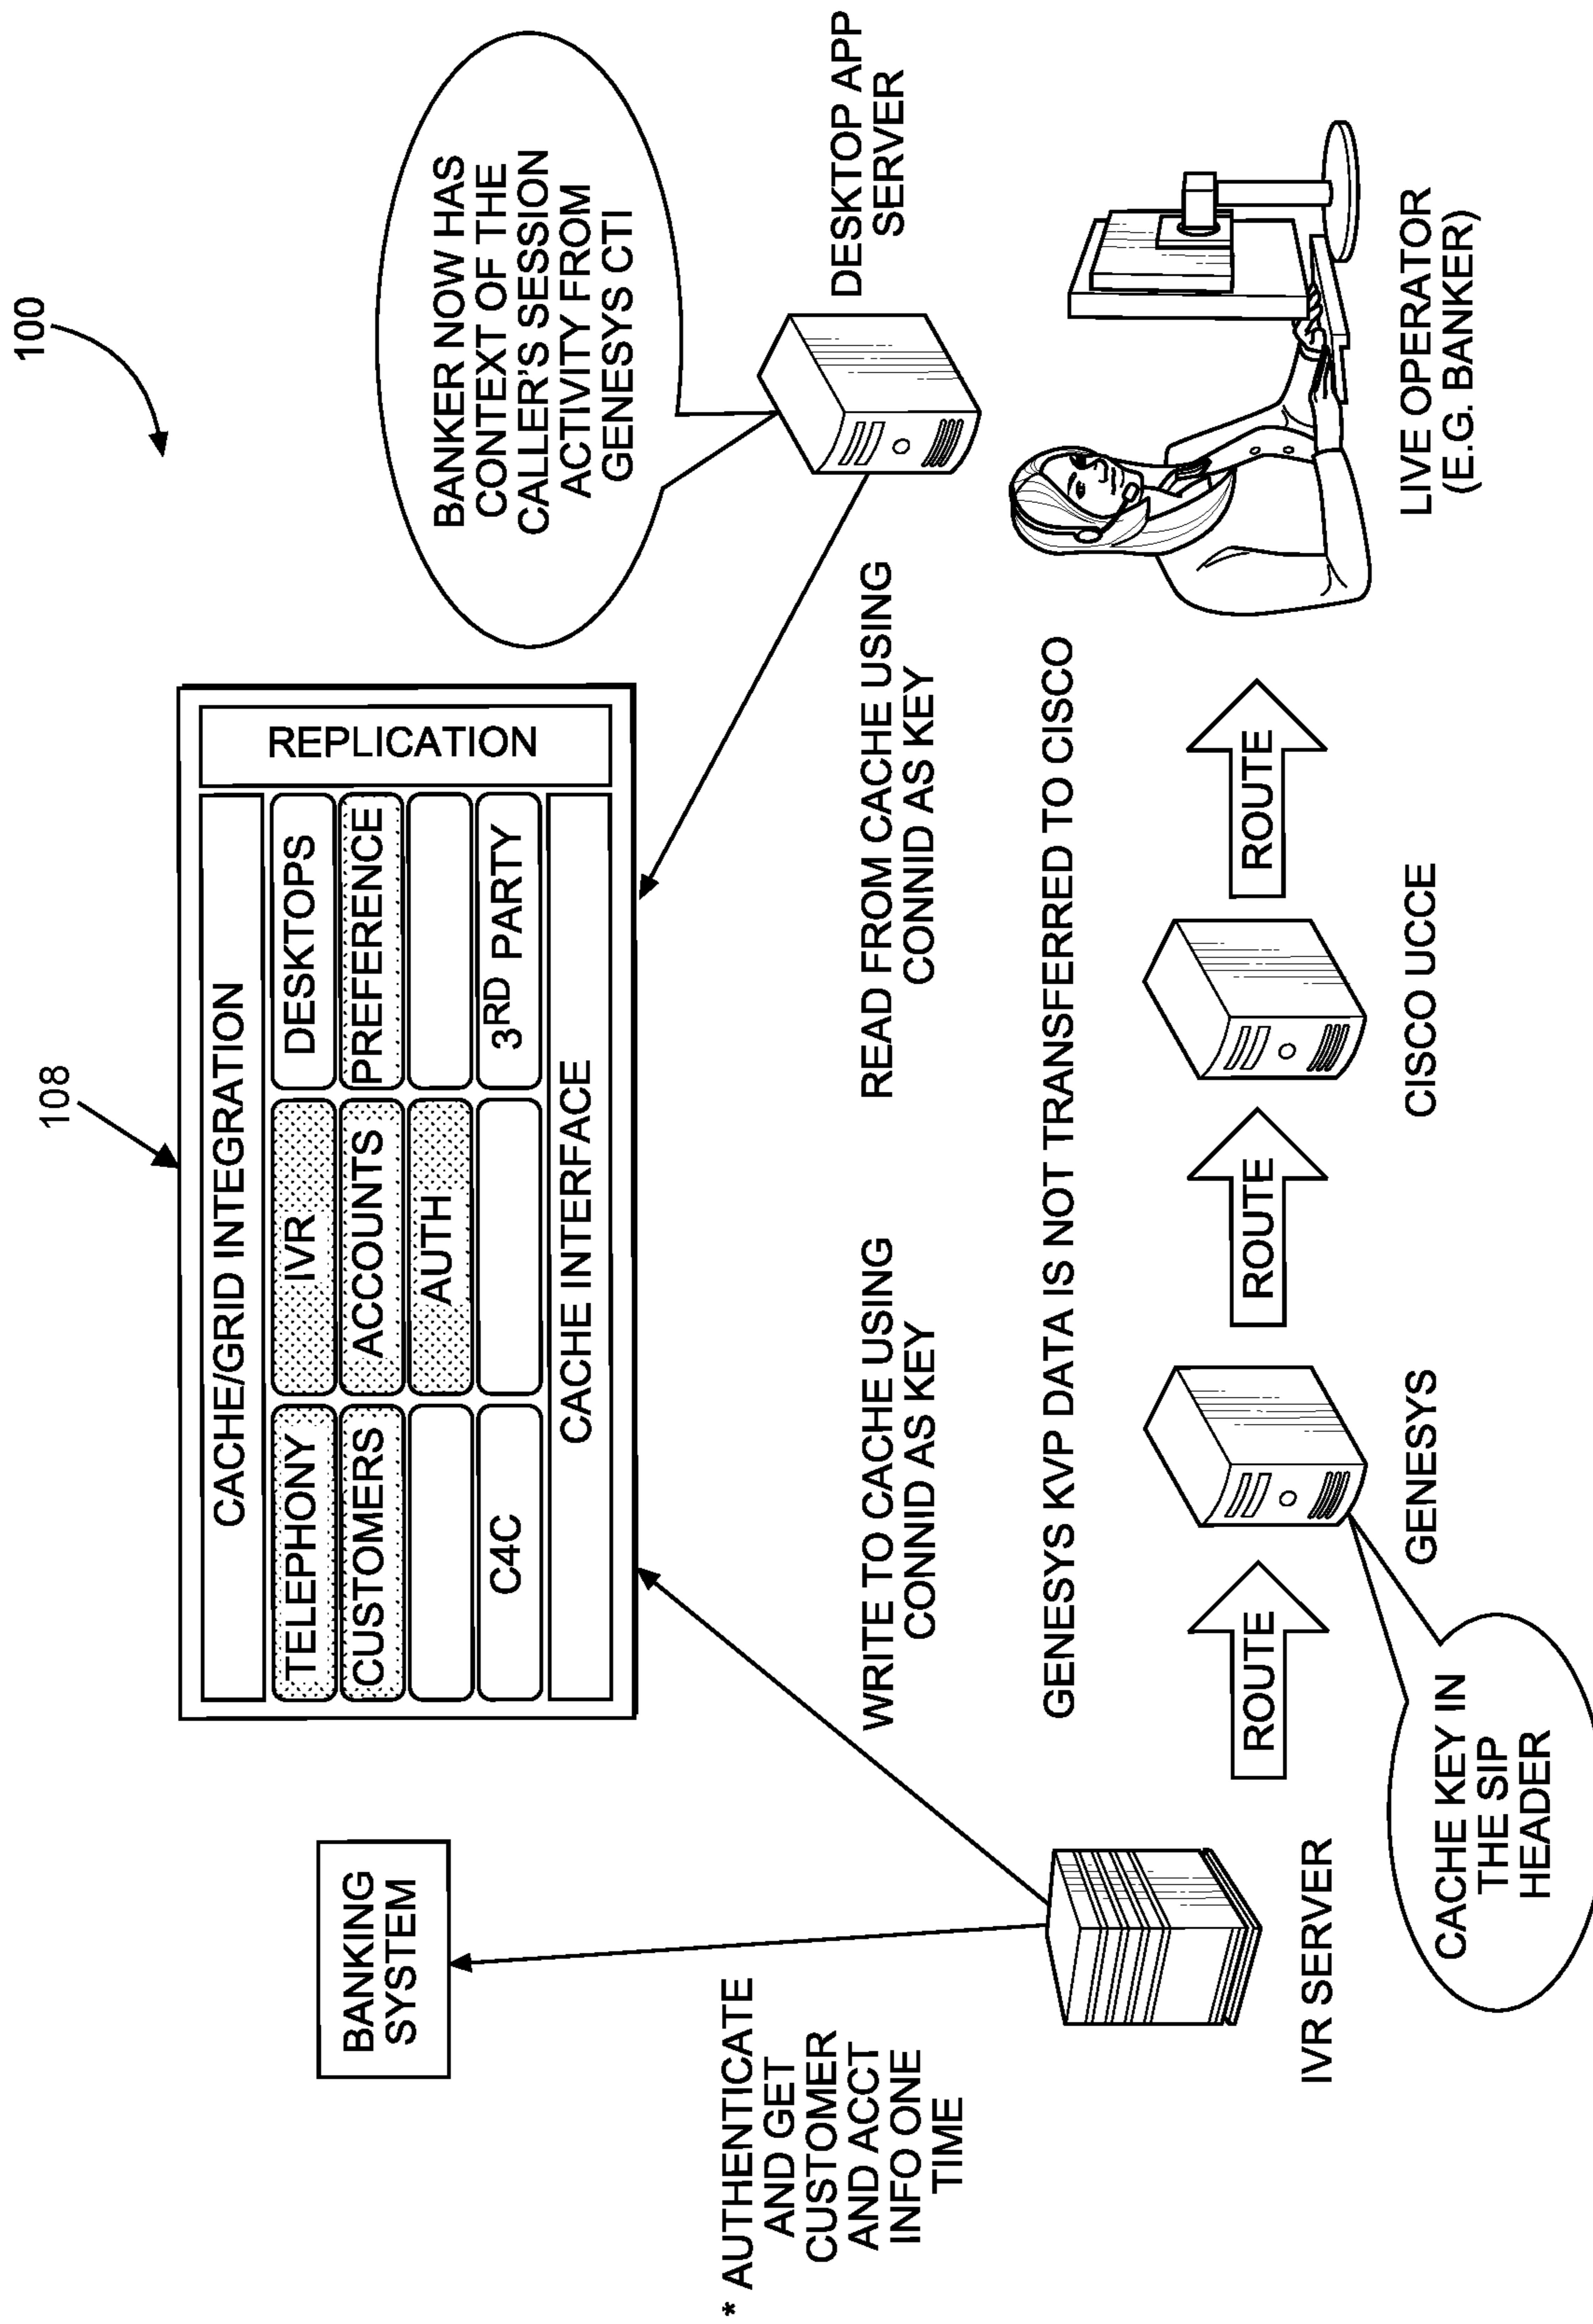 100
108
CACHE/GRID INTEGRATION
REPLICATION
TELEPHONY
IVR
DESKTOPS
CUSTOMERS
ACCOUNTS
PREFERENCE
AUTH
C4C
3RD PARTY
CACHE INTERFACE
BANKER NOW HAS
CONTEXT OF THE
CALLER'S SESSION
ACTIVITY FROM
GENESYS CTI
BANKING
SYSTEM
DESKTOP APP
SERVER
* AUTHENTICATE
AND GET
CUSTOMER
AND ACCT
INFO ONE
TIME
WRITE TO CACHE USING
CONNID AS KEY
READ FROM CACHE USING
CONNID AS KEY
GENESYS KVP DATA IS NOT TRANSFERRED TO CISCO
ROUTE
ROUTE
ROUTE
IVR SERVER
GENESYS
CISCO UCCE
LIVE OPERATOR
(E.G. BANKER)
CACHE KEY IN
THE SIP
HEADER